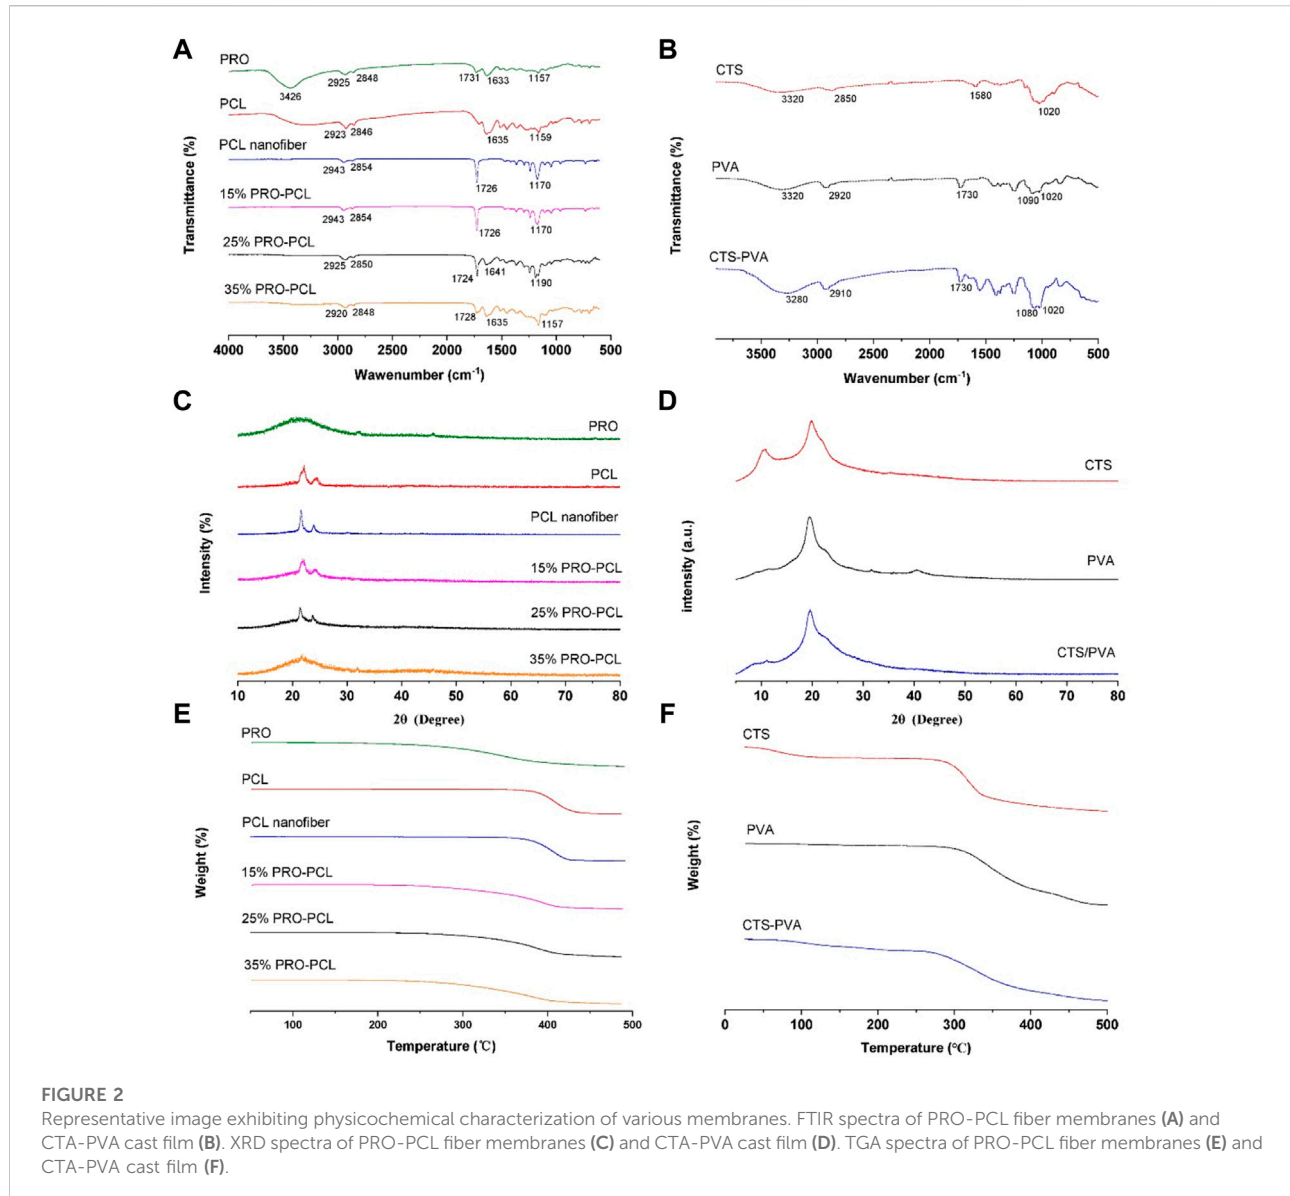 A
PRO
2925 2848
3426
1731 1633
1157
PCL
2923 2846
1635
1159
PCL nanofiber
2943 2854
1726
1170
15% PRO-PCL
2943 2854
1726
1170
25% PRO-PCL
2925 2850
1724 1641
1190
35% PRO-PCL
2920 2848
1728 1635
1157
Transmittance (%)
4000 3500 3000 2500 2000 1500 1000 500
Wawenumber (cm-1)
B
CTS
3320 2850
1580
1020
PVA
3320 2920
1730
1090 1020
CTS-PVA
3280
2910
1730
1080 1020
Transmittance (%)
3500 3000 2500 2000 1500 1000 500
Wavenumber (cm-1)
C
PRO
PCL
PCL nanofiber
15% PRO-PCL
25% PRO-PCL
35% PRO-PCL
Intensity (%)
10 20 30 40 50 60 70 80
2θ (Degree)
D
CTS
PVA
CTS/PVA
intensity (a.u.)
10 20 30 40 50 60 70 80
2θ (Degree)
E
PRO
PCL
PCL nanofiber
15% PRO-PCL
25% PRO-PCL
35% PRO-PCL
Weight (%)
100 200 300 400 500
Temperature (℃)
F
CTS
PVA
CTS-PVA
Weight (%)
0 100 200 300 400 500
Temperature (℃)
FIGURE 2
Representative image exhibiting physicochemical characterization of various membranes. FTIR spectra of PRO-PCL fiber membranes (A) and
CTA-PVA cast film (B). XRD spectra of PRO-PCL fiber membranes (C) and CTA-PVA cast film (D). TGA spectra of PRO-PCL fiber membranes (E) and
CTA-PVA cast film (F).